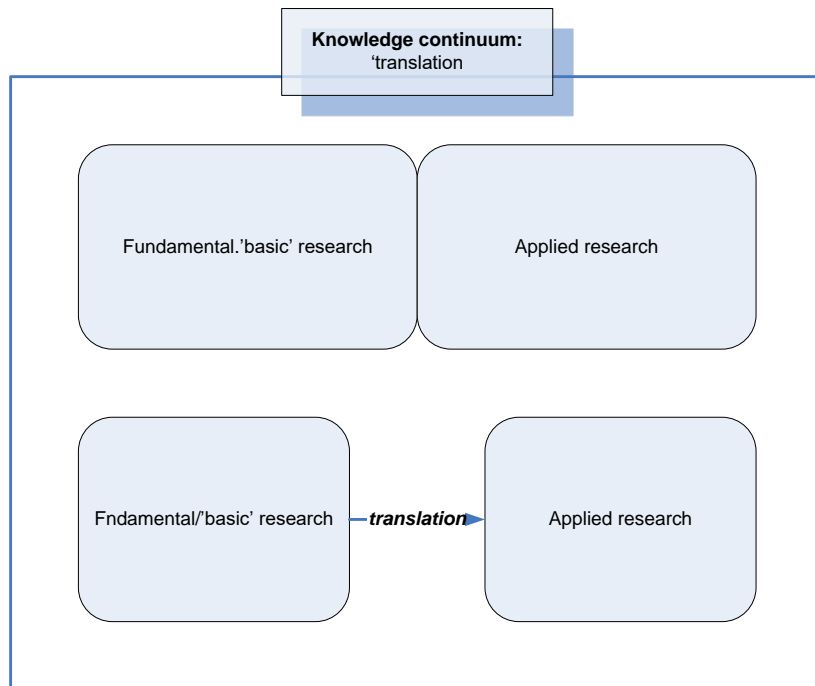 Knowledge continuum:
‘translation
Fundamental.’basic’ research
Applied research
Fndamental/’basic’ research
translation
Applied research